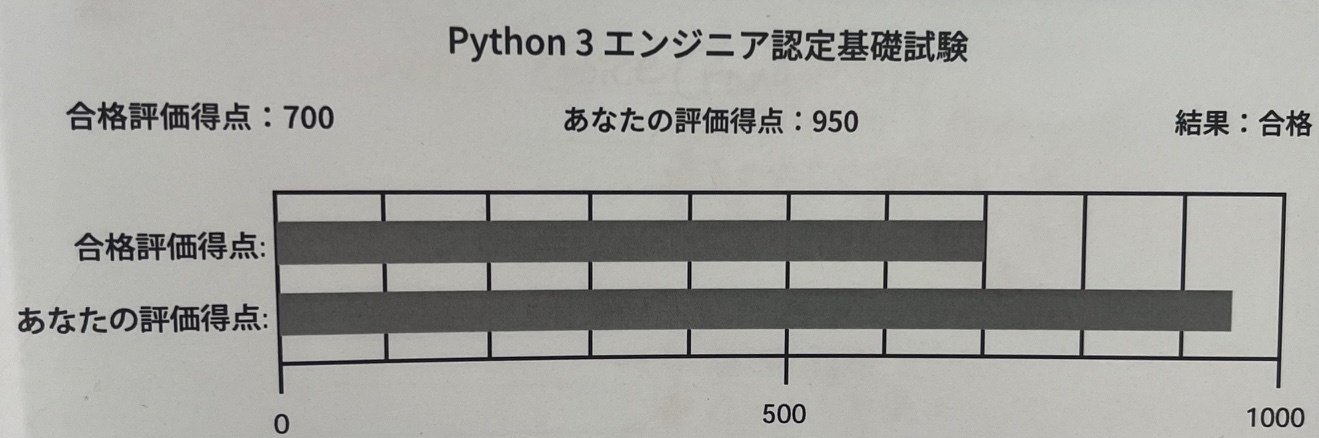 Python 3 エンジニア認定基礎試験
合格評価得点：700 あなたの評価得点：950 結果：合格
合格評価得点:
あなたの評価得点:
0 500 1000